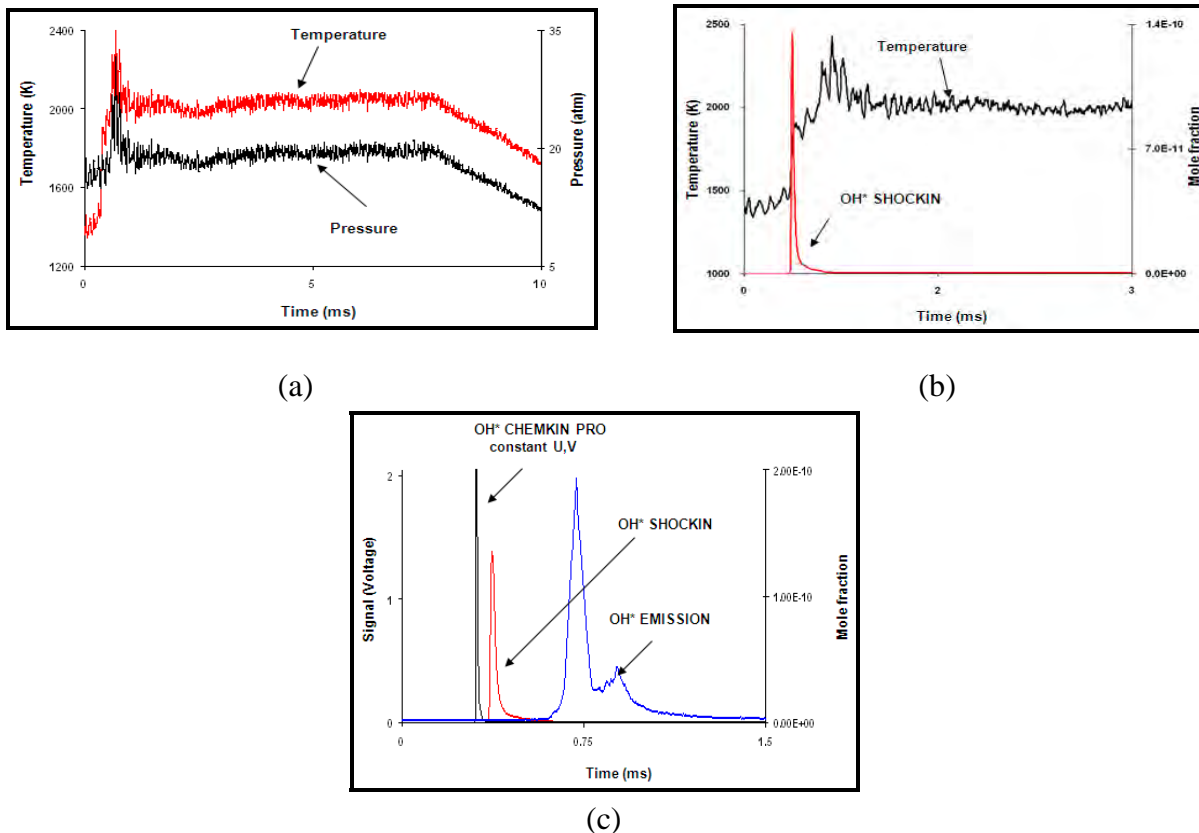 2400
2000
1600
1200
Temperature (K)
Temperature
Pressure
35
20
5
Pressure (atm)
0
5
10
Time (ms)
(a)
2500
2000
1500
1000
Temperature (K)
Temperature
OH* SHOCKIN
1.4E-10
7.0E-11
0.0E+00
Mole fraction
0
2
3
Time (ms)
(b)
OH* CHEMKIN PRO
constant U,V
OH* SHOCKIN
OH* EMISSION
2
1
0
Signal (Voltage)
2.00E-10
1.00E-10
0.00E+00
Mole fraction
0
0.75
1.5
Time (ms)
(c)